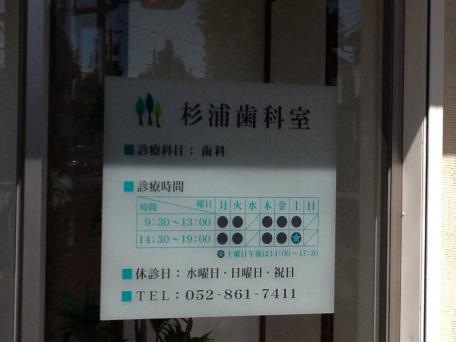 杉浦歯科室
■診療科目：歯科
■診療時間
時間 曜日 月 火 水 木 金 土 日
9:30～13:00 ● ● ／ ● ● ● ／
14:30～19:00 ● ● ／ ● ● ★ ／
★土曜日午後は14:00～17:30
■休診日：水曜日・日曜日・祝日
■TEL：052-861-7411